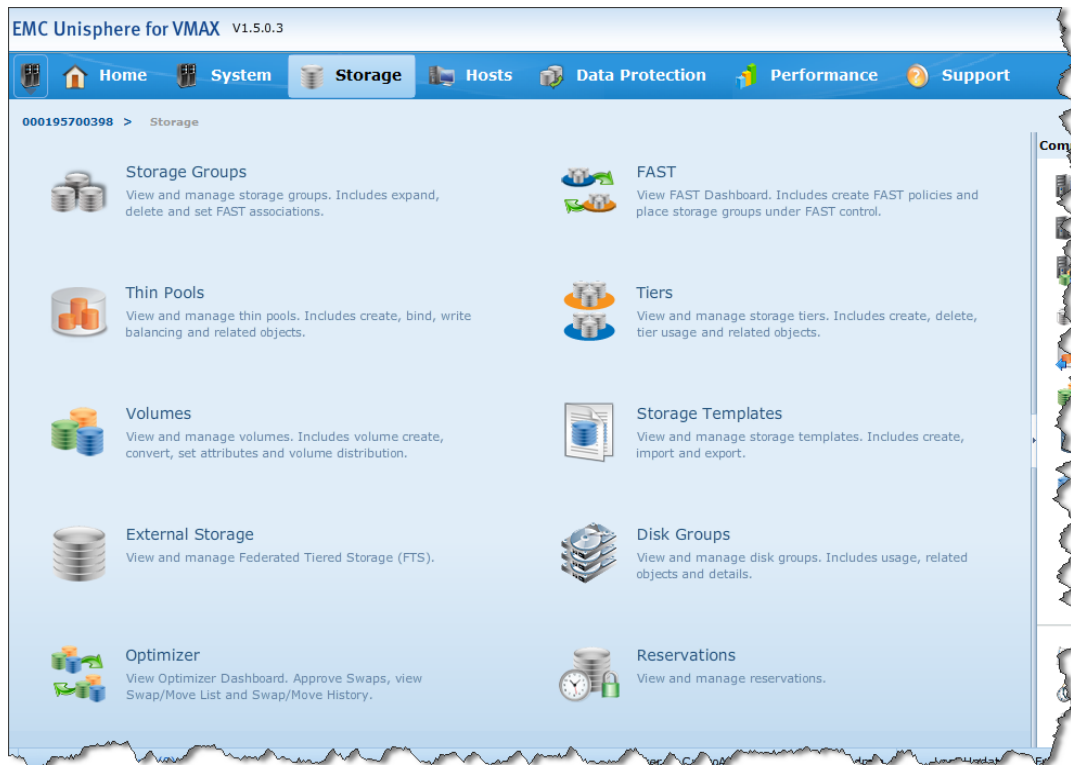 EMC Unisphere for VMAX V1.5.0.3
Home System Storage Hosts Data Protection Performance Support
000195700398 > Storage
Com
Storage Groups
View and manage storage groups. Includes expand,
delete and set FAST associations.
FAST
View FAST Dashboard. Includes create FAST policies and
place storage groups under FAST control.
Thin Pools
View and manage thin pools. Includes create, bind, write
balancing and related objects.
Tiers
View and manage storage tiers. Includes create, delete,
tier usage and related objects.
Volumes
View and manage volumes. Includes volume create,
convert, set attributes and volume distribution.
Storage Templates
View and manage storage templates. Includes create,
import and export.
External Storage
View and manage Federated Tiered Storage (FTS).
Disk Groups
View and manage disk groups. Includes usage, related
objects and details.
Optimizer
View Optimizer Dashboard. Approve Swaps, view
Swap/Move List and Swap/Move History.
Reservations
View and manage reservations.